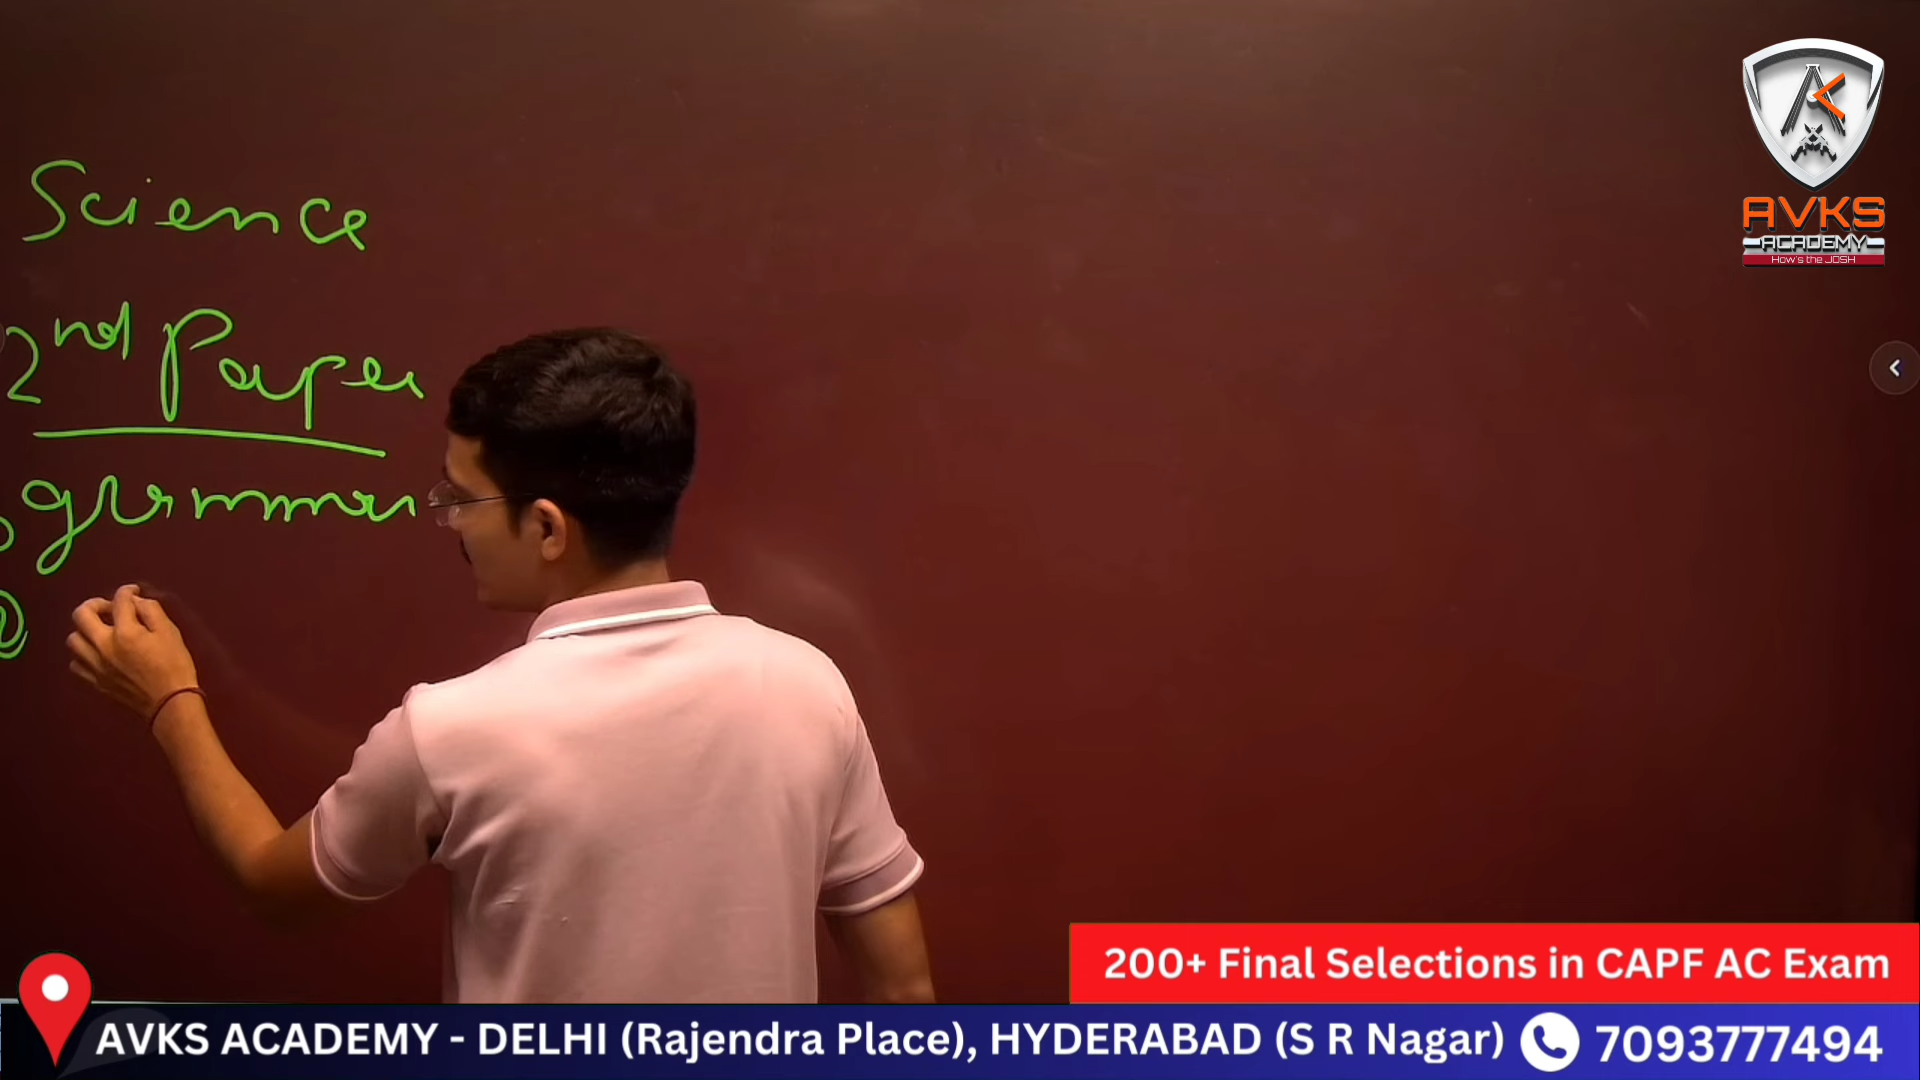 Science
2nd Paper
grammar
AVKS
ACADEMY
How's the JOSH
200+ Final Selections in CAPF AC Exam
AVKS ACADEMY - DELHI (Rajendra Place), HYDERABAD (S R Nagar) 7093777494